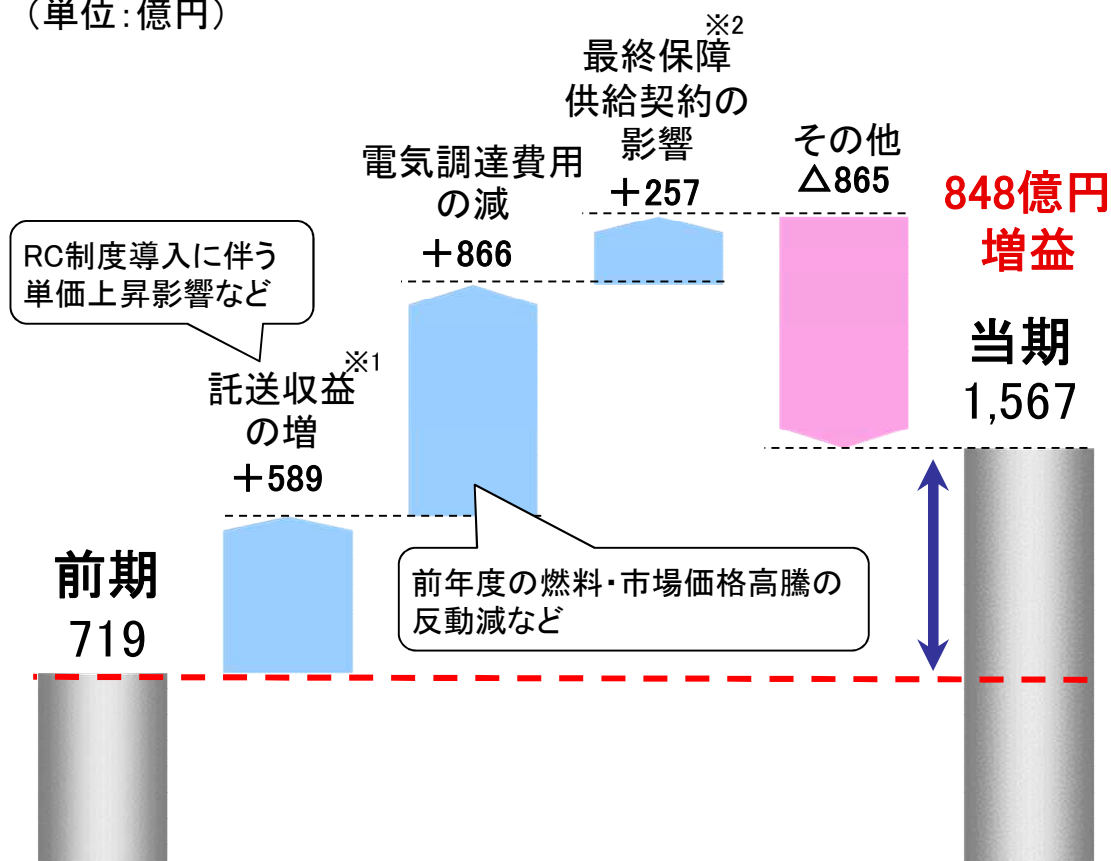 （単位：億円）
※2
最終保障
供給契約の
影響
＋257
その他
△865
電気調達費用
の減
＋866
848億円
増益
RC制度導入に伴う
単価上昇影響など
※1
託送収益
の増
＋589
当期
1,567
前期
719
前年度の燃料・市場価格高騰の
反動減など